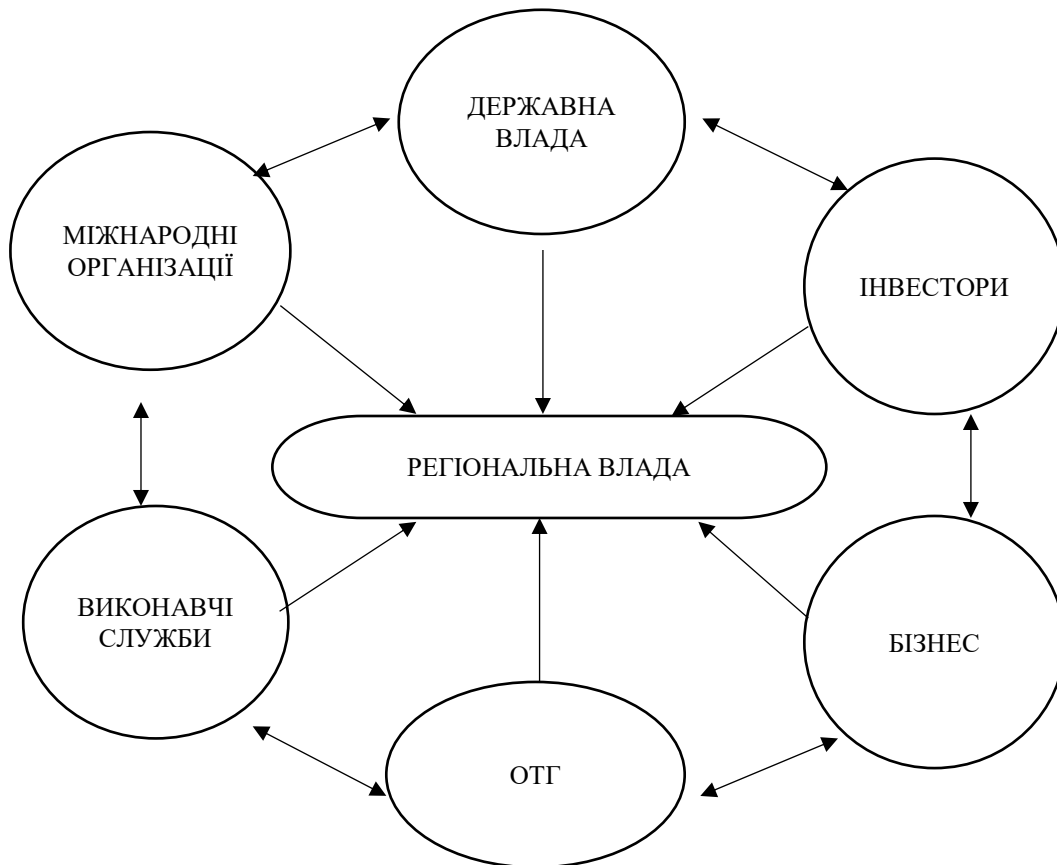 ДЕРЖАВНА
ВЛАДА
МІЖНАРОДНІ
ОРГАНІЗАЦІЇ
ІНВЕСТОРИ
РЕГІОНАЛЬНА ВЛАДА
ВИКОНАВЧІ
СЛУЖБИ
БІЗНЕС
ОТГ